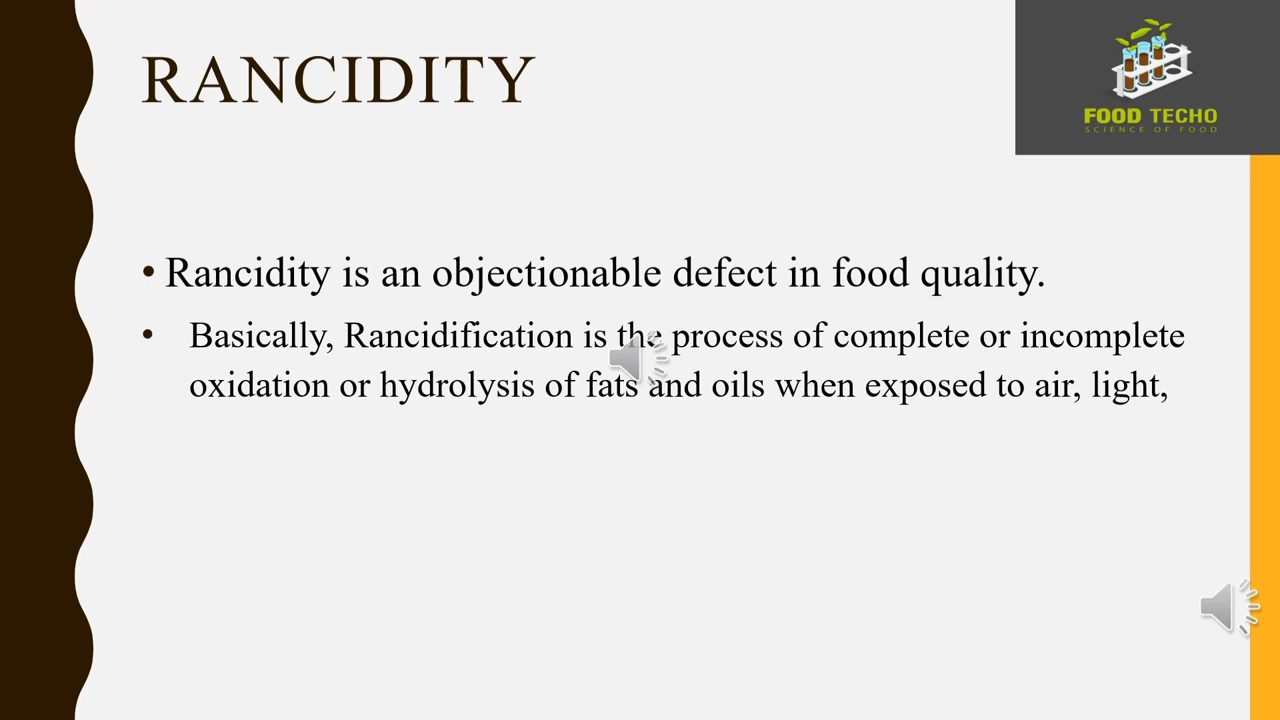 RANCIDITY
FOOD TECHO
SCIENCE OF FOOD
• Rancidity is an objectionable defect in food quality.
• Basically, Rancidification is the process of complete or incomplete
oxidation or hydrolysis of fats and oils when exposed to air, light,